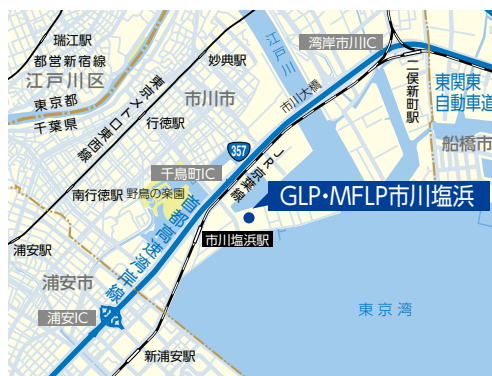 瑞江駅
都営新宿線
江戸川区
東京都
千葉県
東京メトロ東西線
妙典駅
市川市
行徳駅
江戸川
湾岸市川IC
市川大橋
二俣新町駅
東関東
自動車道
船橋市
357
JR京葉線
千鳥町IC
南行徳駅
野鳥の楽園
GLP・MFLP市川塩浜
首都高速湾岸線
市川塩浜駅
浦安駅
浦安市
浦安IC
新浦安駅
東京湾